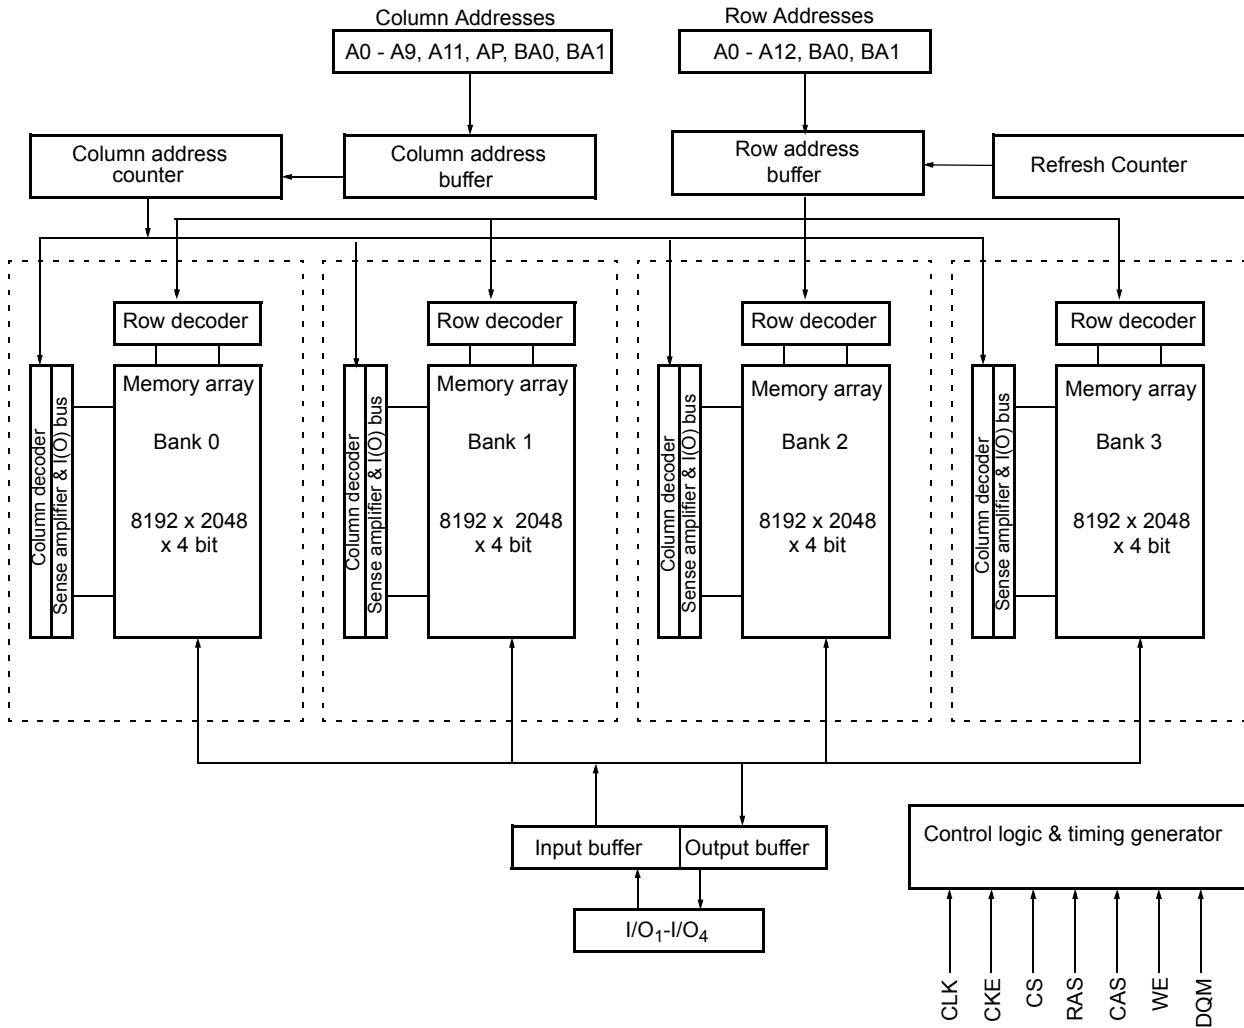 Column Addresses
A0 - A9, A11, AP, BA0, BA1
Row Addresses
A0 - A12, BA0, BA1
Column address
counter
Column address
buffer
Row address
buffer
Refresh Counter
Row decoder
Memory array
Bank 0
8192 x 2048
x 4 bit
Column decoder
Sense amplifier & I(O) bus
Row decoder
Memory array
Bank 1
8192 x 2048
x 4 bit
Column decoder
Sense amplifier & I(O) bus
Row decoder
Memory array
Bank 2
8192 x 2048
x 4 bit
Column decoder
Sense amplifier & I(O) bus
Row decoder
Memory array
Bank 3
8192 x 2048
x 4 bit
Column decoder
Sense amplifier & I(O) bus
Input buffer
Output buffer
I/O1-I/O4
Control logic & timing generator
CLK
CKE
CS
RAS
CAS
WE
DQM